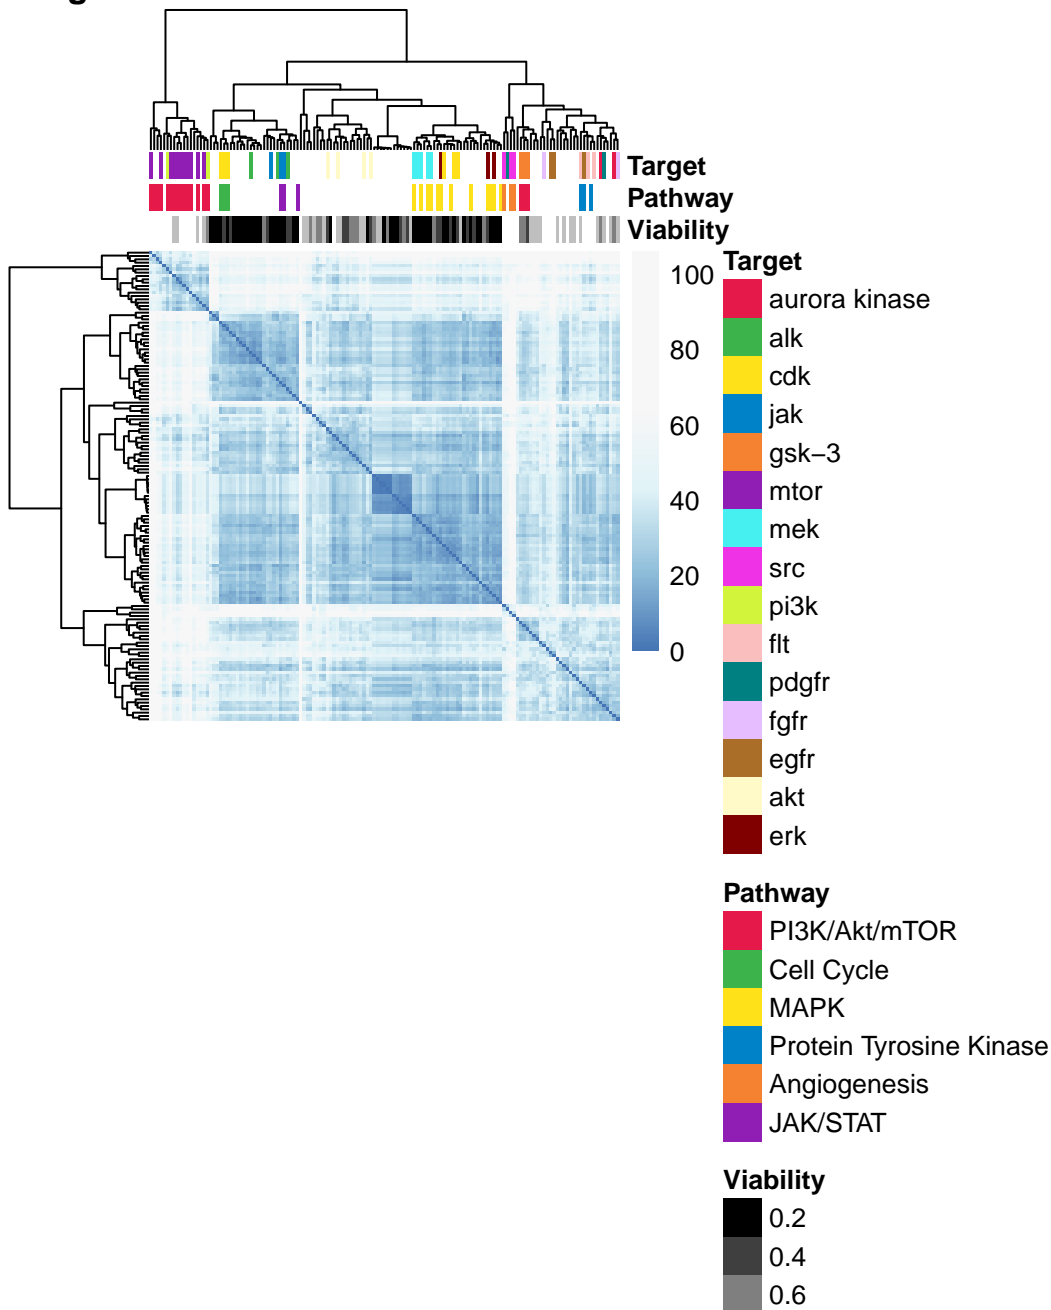 Target
Pathway
Viability
100
80
60
40
20
0
Target
aurora kinase
alk
cdk
jak
gsk−3
mtor
mek
src
pi3k
flt
pdgfr
fgfr
egfr
akt
erk
Pathway
PI3K/Akt/mTOR
Cell Cycle
MAPK
Protein Tyrosine Kinase
Angiogenesis
JAK/STAT
Viability
0.2
0.4
0.6